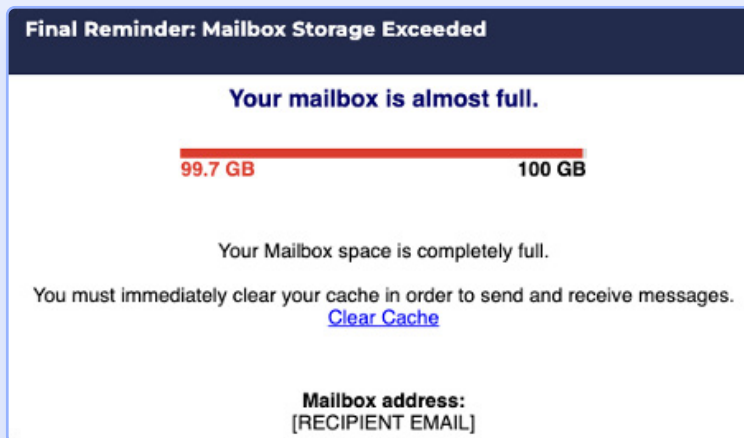 Final Reminder: Mailbox Storage Exceeded
Your mailbox is almost full.
99.7 GB 100 GB
Your Mailbox space is completely full.
You must immediately clear your cache in order to send and receive messages.
Clear Cache
Mailbox address:
[RECIPIENT EMAIL]